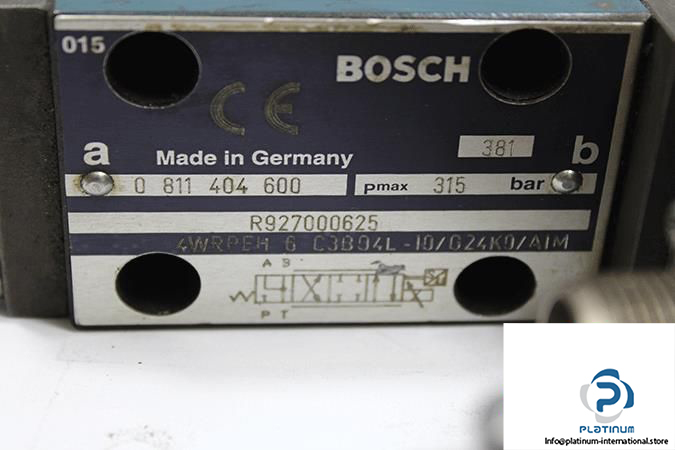 015
BOSCH
CE
381
a
b
Made in Germany
0 811 404 600
pmax 315 bar
R927000625
4WRPEH 6 C3B04L -10/G24K0/A1M
A B
P T
P
PLATINUM
Info@platinum-international.store